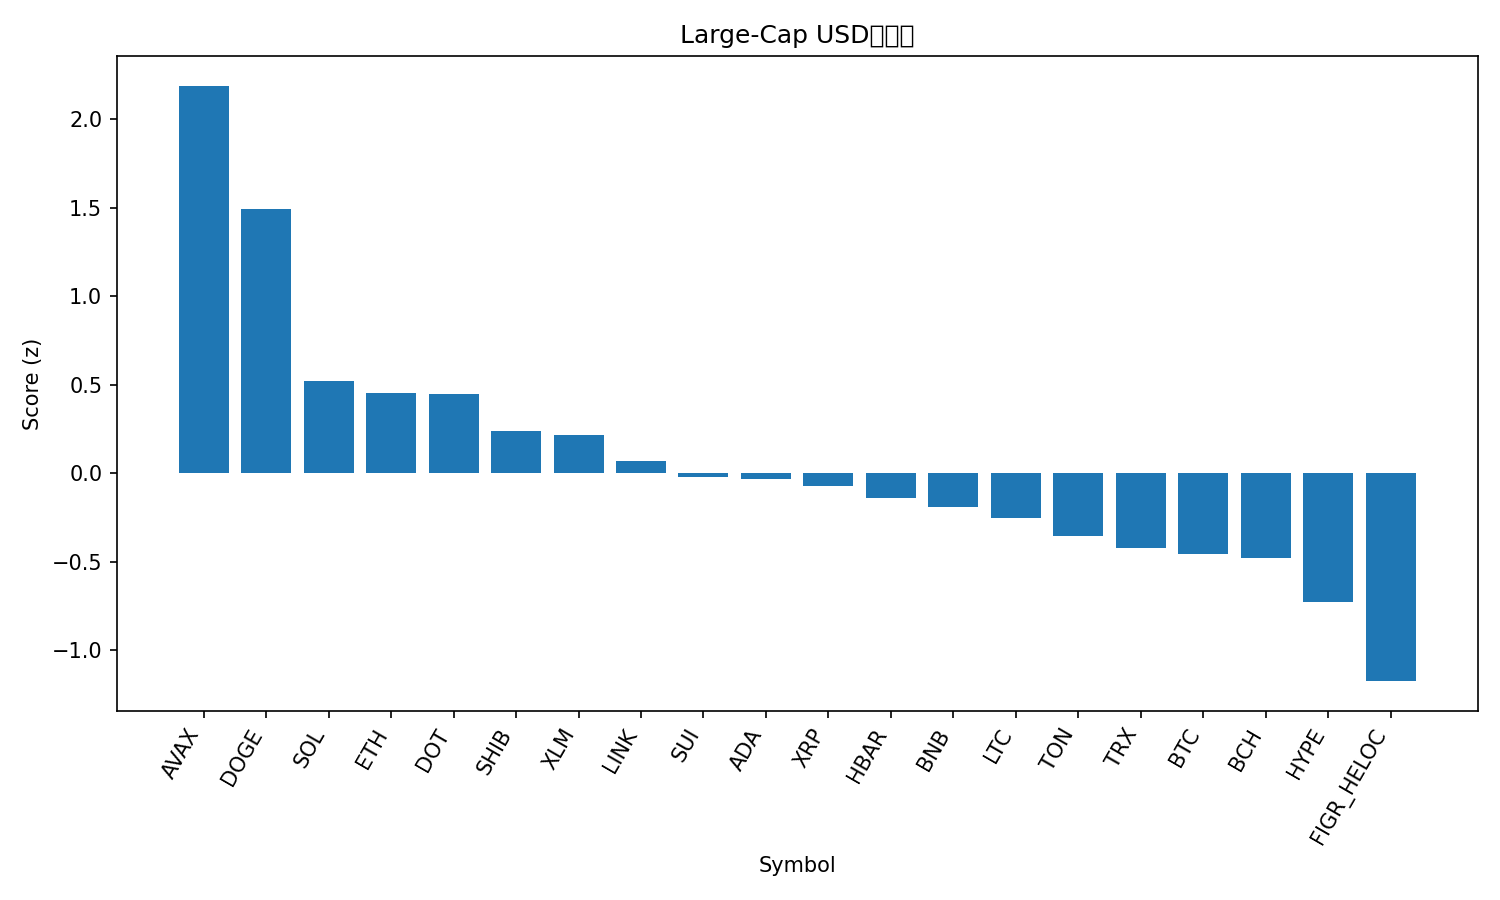 Large-Cap USD
Score (z)
2.0
1.5
1.0
0.5
0.0
−0.5
−1.0
AVAX
DOGE
SOL
ETH
DOT
SHIB
XLM
LINK
SUI
ADA
XRP
HBAR
BNB
LTC
TON
TRX
BTC
BCH
HYPE
FIGR_HELOC
Symbol